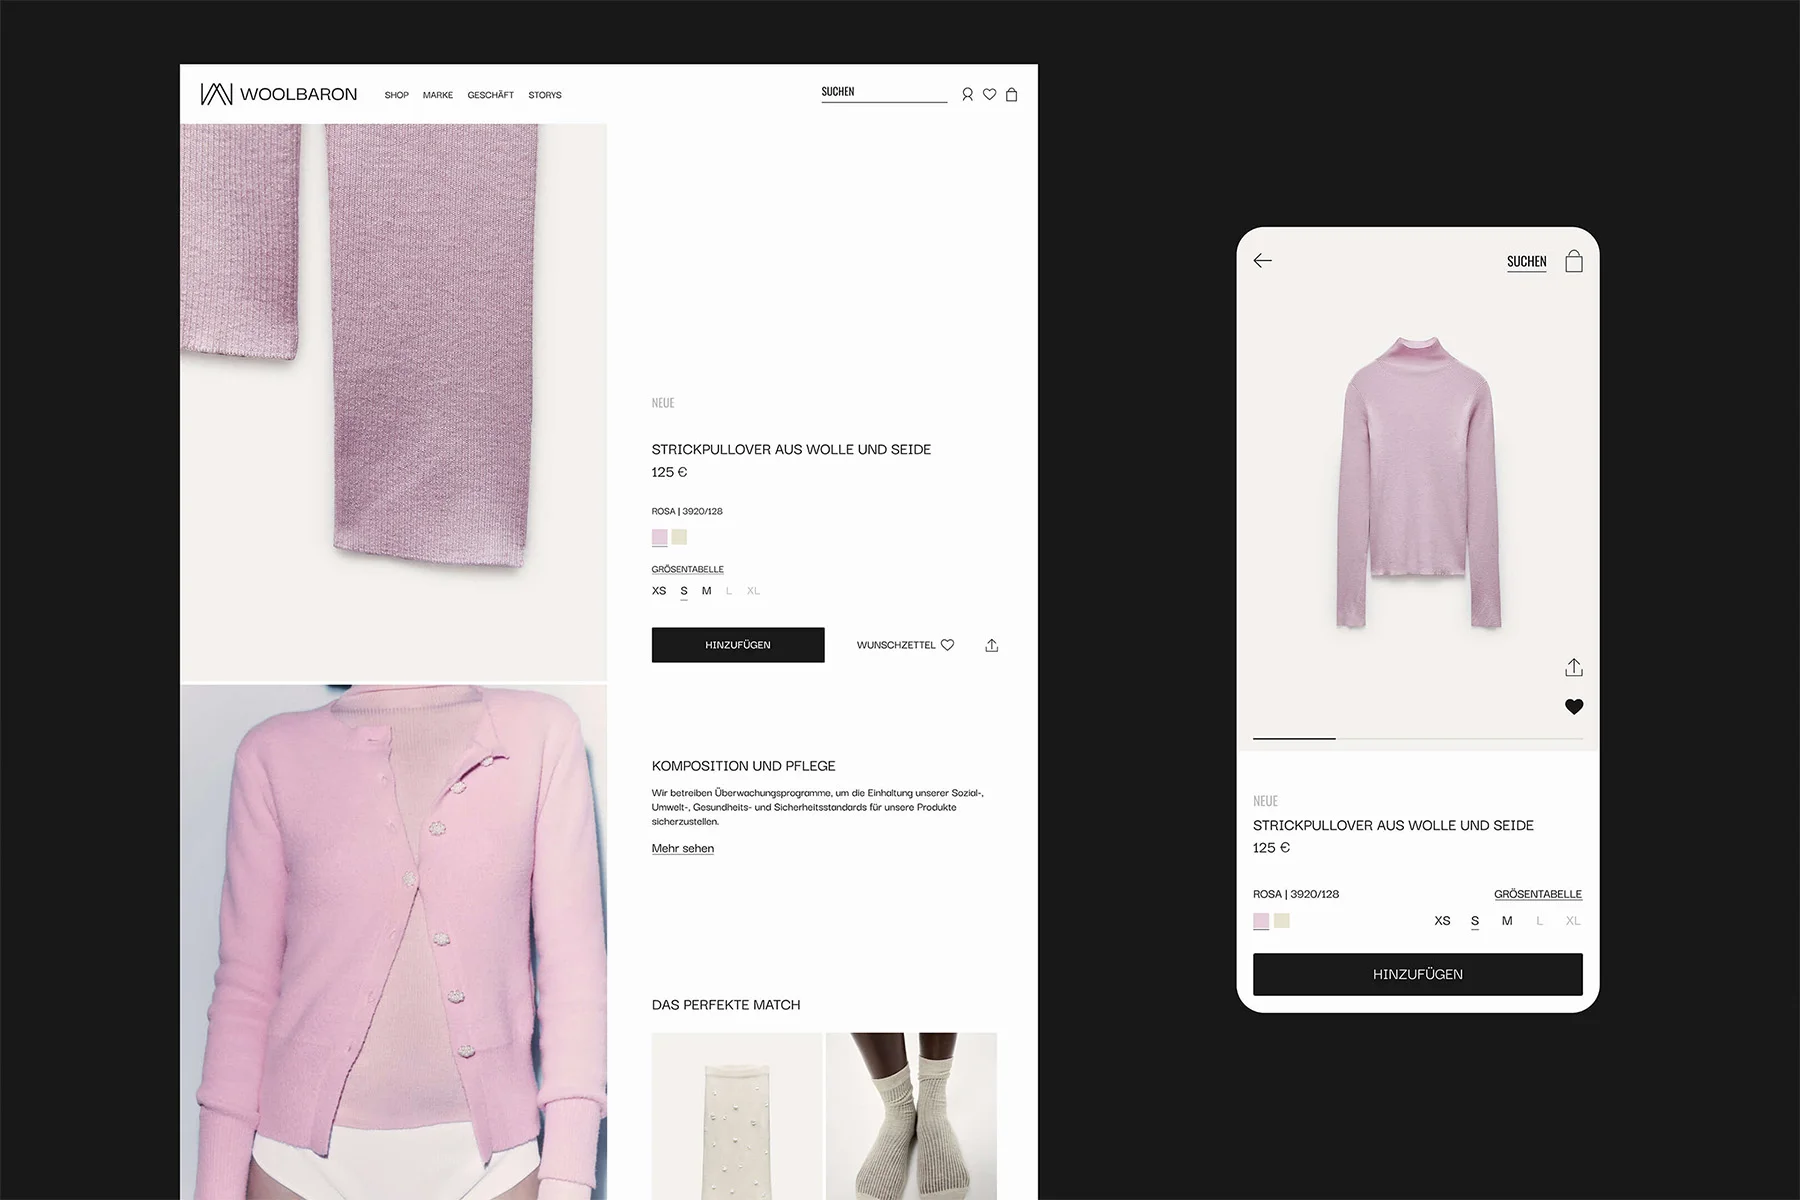 WOOLBARON
SHOP MARKE GESCHÄFT STORYS
SUCHEN
NEUE
STRICKPULLOVER AUS WOLLE UND SEIDE
125 €
ROSA | 3920/128
GRÖSENTABELLE
XS S M L XL
HINZUFÜGEN
WUNSCHZETTEL
KOMPOSITION UND PFLEGE
Wir betreiben Überwachungsprogramme, um die Einhaltung unserer Sozial-,
Umwelt-, Gesundheits- und Sicherheitsstandards für unsere Produkte
sicherzustellen.
Mehr sehen
DAS PERFEKTE MATCH
SUCHEN
NEUE
STRICKPULLOVER AUS WOLLE UND SEIDE
125 €
ROSA | 3920/128
GRÖSENTABELLE
XS S M L XL
HINZUFÜGEN